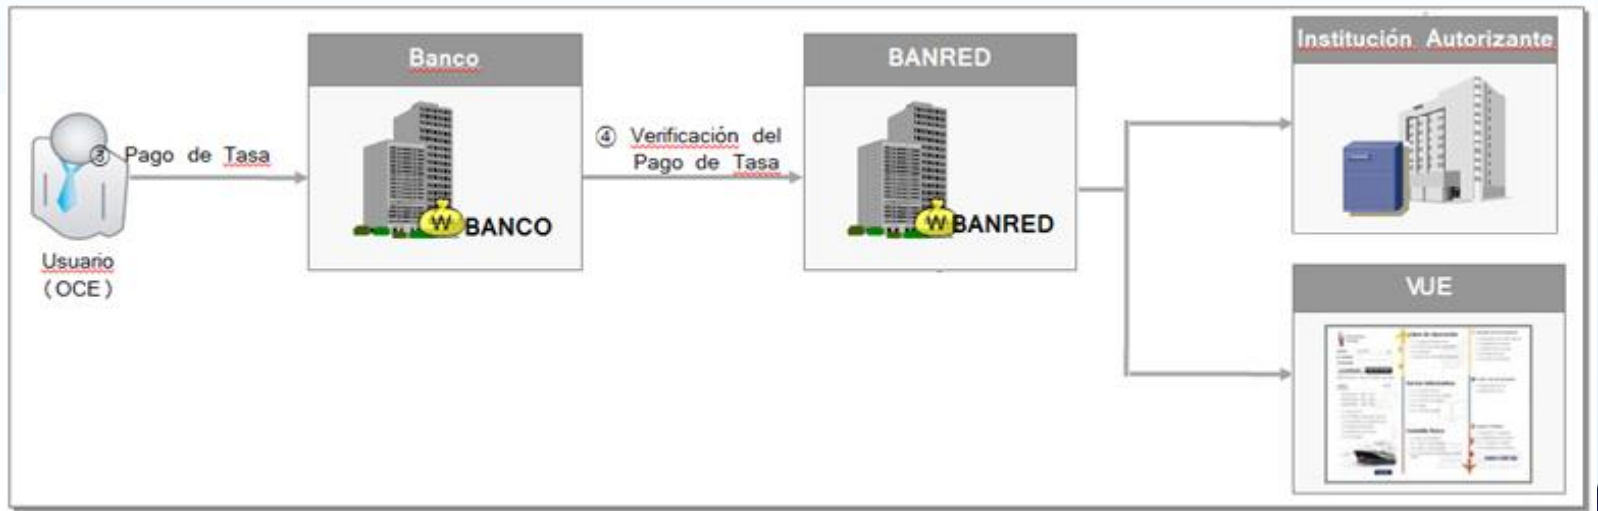 Banco
BANRED
Institución Autorizante
③ Pago de Tasa
④ Verificación del
Pago de Tasa
BANCO
BANRED
Usuario
(OCE)
VUE